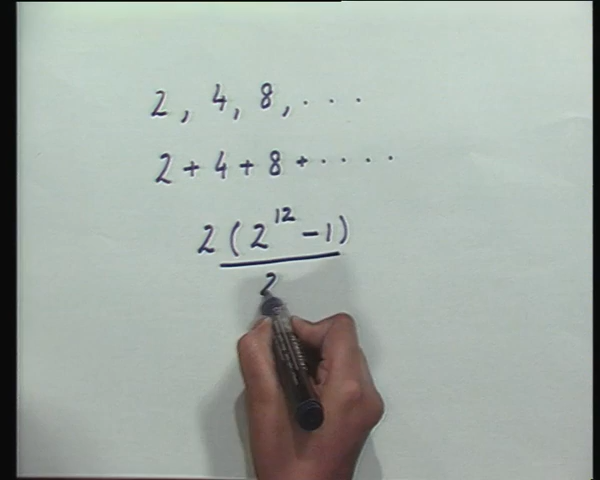 2, 4, 8, . . .
2 + 4 + 8 + . . . .
2 (2¹² - 1)
2